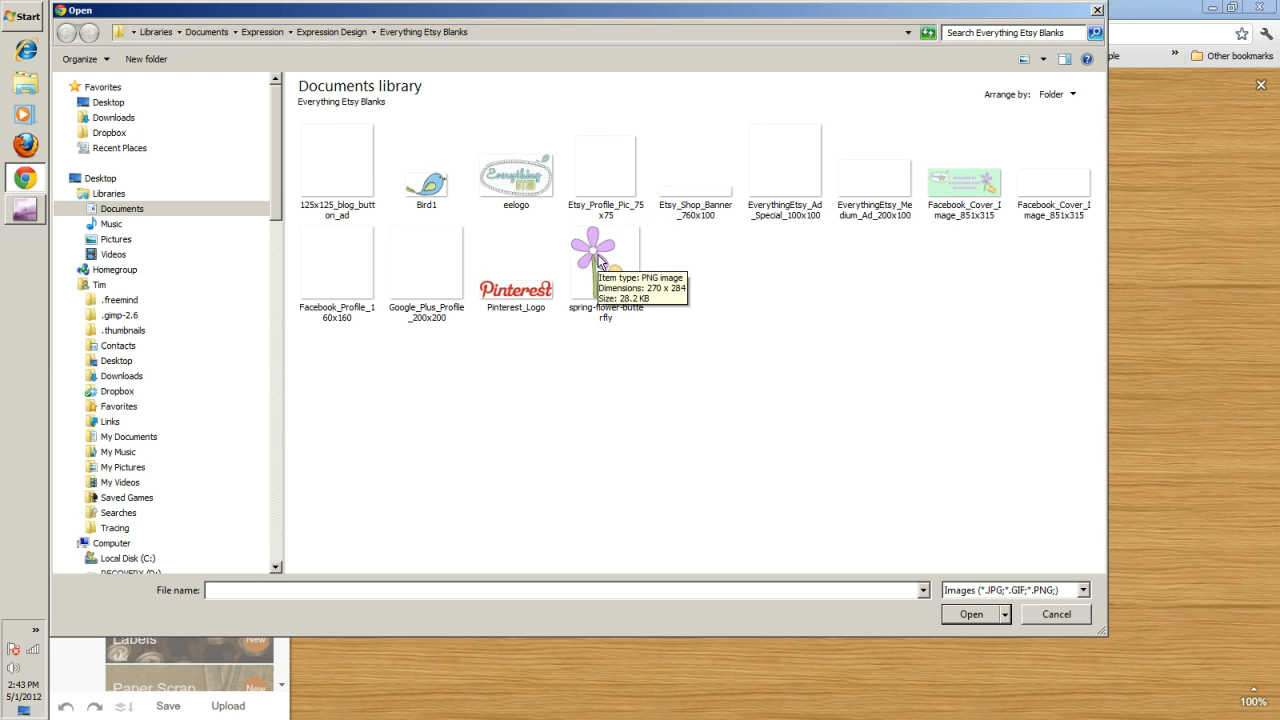 Start
Open
Libraries Documents Expression Expression Design Everything Etsy Blanks
Search Everything Etsy Blanks
Organize
New folder
ple
Other bookmarks
Favorites
Desktop
Downloads
Dropbox
Recent Places
Desktop
Libraries
Documents
Music
Pictures
Videos
Homegroup
Tim
.freemind
.gimp-2.6
.thumbnails
Contacts
Desktop
Downloads
Dropbox
Favorites
Links
My Documents
My Music
My Pictures
My Videos
Saved Games
Searches
Tracing
Computer
Local Disk (C:)
RECOVERY (D:)
Documents library
Everything Etsy Blanks
Arrange by: Folder
Everything
125x125_blog_butt
on_ad
Bird1
eelogo
Etsy_Profile_Pic_75
x75
Etsy_Shop_Banner
_760x100
EverythingEtsy_Ad
_Special_100x100
EverythingEtsy_Me
dium_Ad_200x100
Facebook_Cover_I
mage_851x315
Facebook_Cover_I
mage_851x315
Pinterest
Facebook_Profile_1
60x160
Google_Plus_Profile
_200x200
Pinterest_Logo
spring-flower-butte
rfly
Item type: PNG image
Dimensions: 270 x 284
Size: 28.2 KB
File name:
Images (*.JPG;*.GIF;*.PNG;)
Open
Cancel
Labels
New
Paper Scrap
New
Save
Upload
2:43 PM
5/1/2012
100%